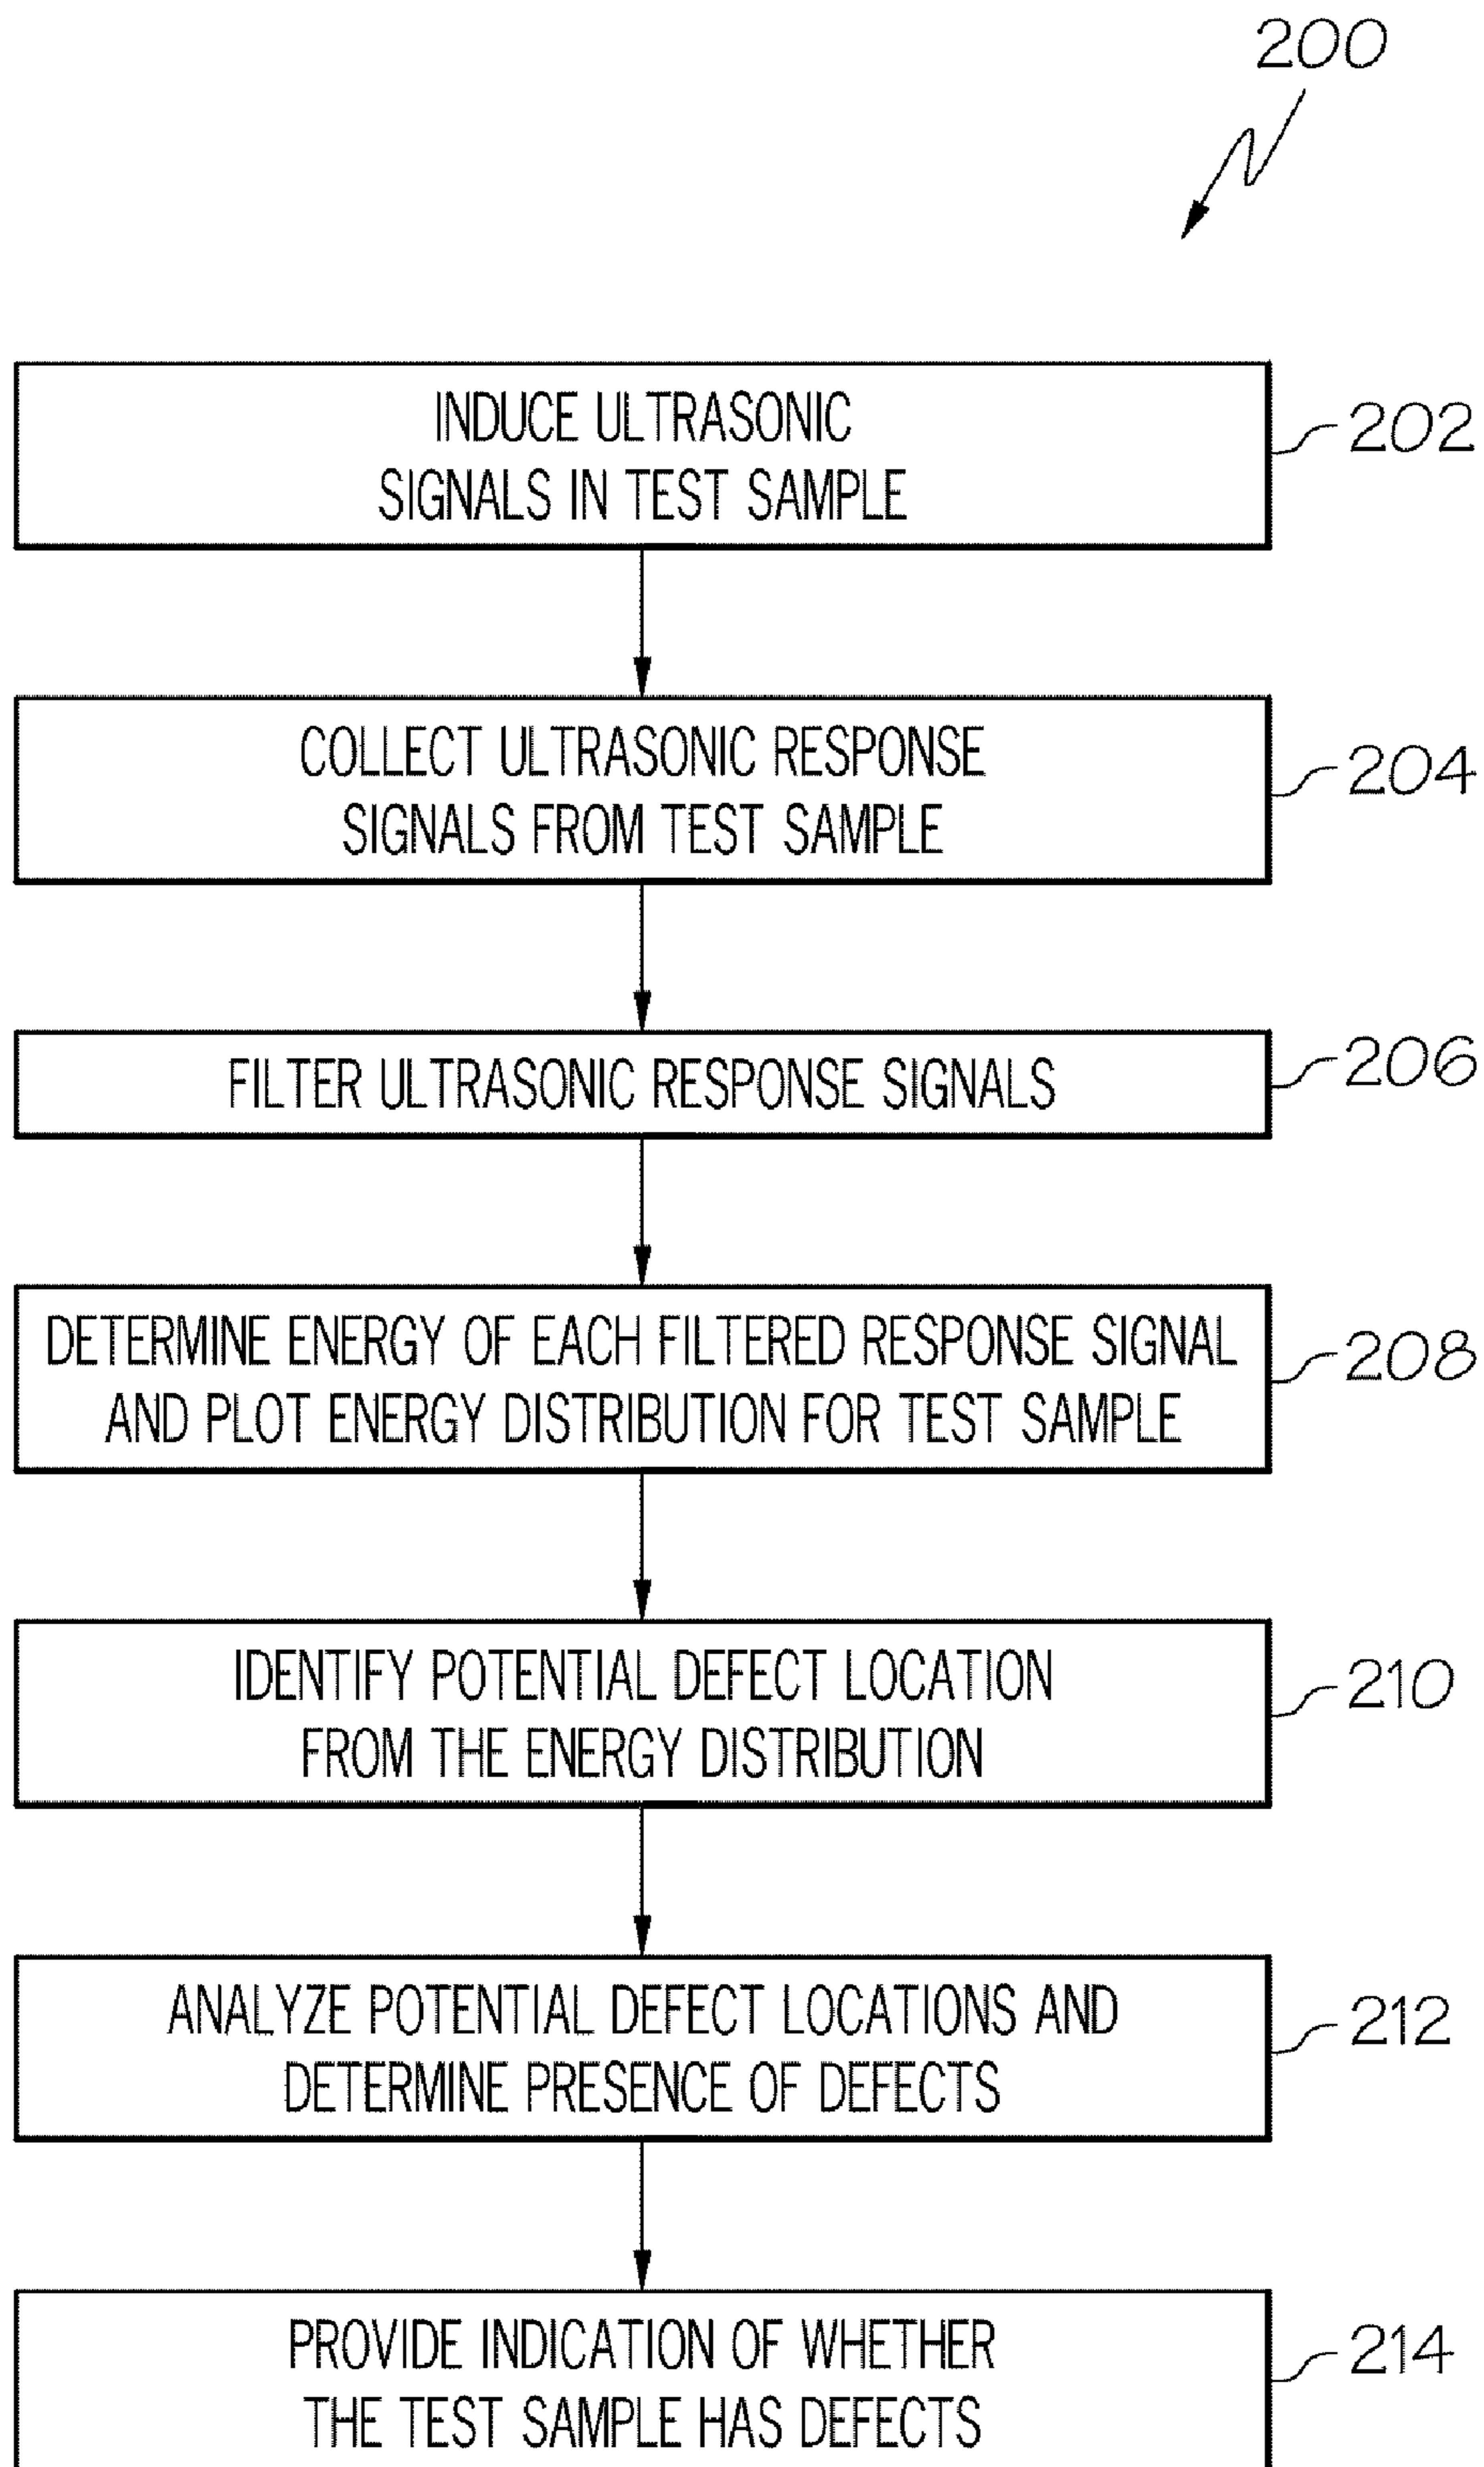 200
INDUCE ULTRASONIC
SIGNALS IN TEST SAMPLE
202
COLLECT ULTRASONIC RESPONSE
SIGNALS FROM TEST SAMPLE
204
FILTER ULTRASONIC RESPONSE SIGNALS
206
DETERMINE ENERGY OF EACH FILTERED RESPONSE SIGNAL
AND PLOT ENERGY DISTRIBUTION FOR TEST SAMPLE
208
IDENTIFY POTENTIAL DEFECT LOCATION
FROM THE ENERGY DISTRIBUTION
210
ANALYZE POTENTIAL DEFECT LOCATIONS AND
DETERMINE PRESENCE OF DEFECTS
212
PROVIDE INDICATION OF WHETHER
THE TEST SAMPLE HAS DEFECTS
214